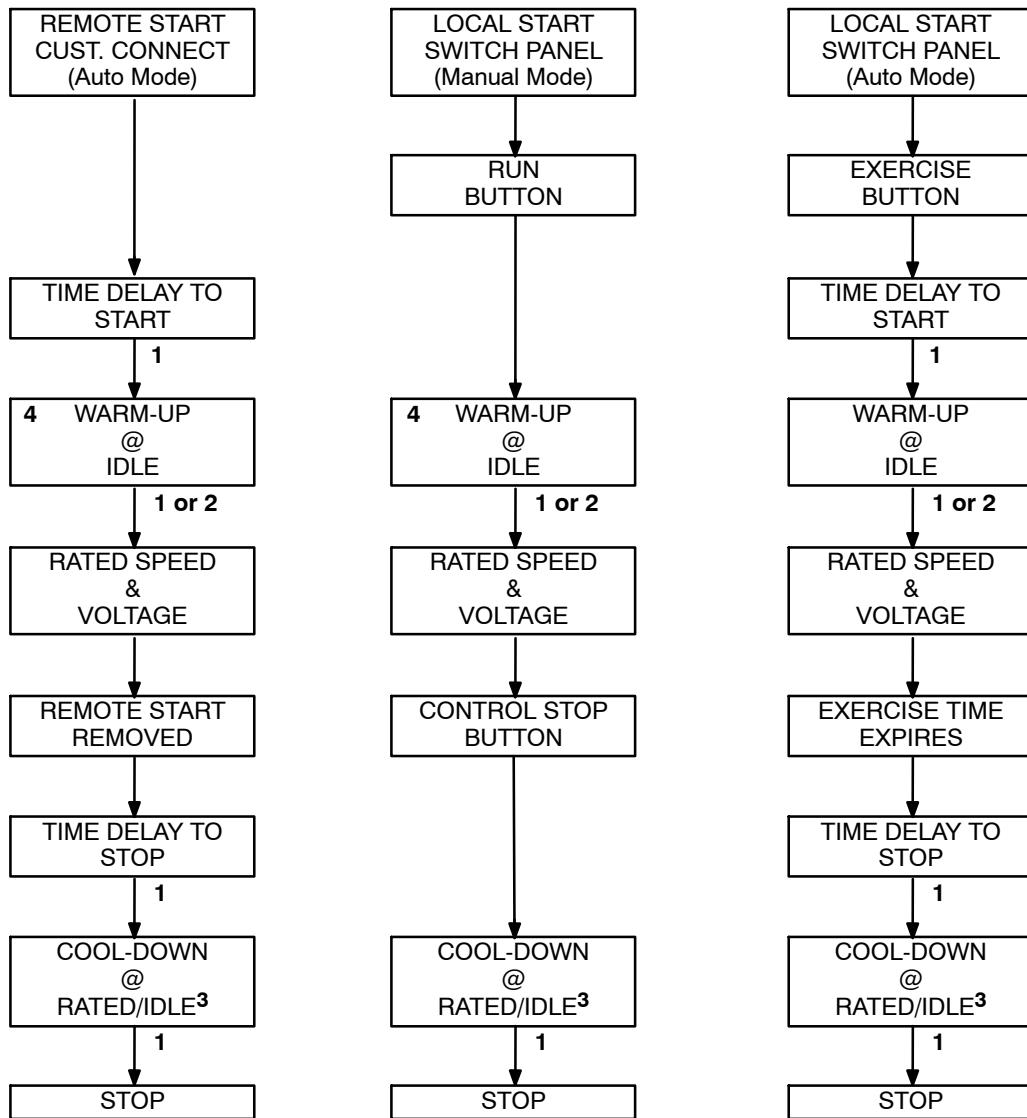 REMOTE START
CUST. CONNECT
(Auto Mode)
TIME DELAY TO
START
1
4 WARM-UP
@
IDLE
1 or 2
RATED SPEED
&
VOLTAGE
REMOTE START
REMOVED
TIME DELAY TO
STOP
1
COOL-DOWN
@
RATED/IDLE3
1
STOP
LOCAL START
SWITCH PANEL
(Manual Mode)
RUN
BUTTON
4 WARM-UP
@
IDLE
1 or 2
RATED SPEED
&
VOLTAGE
CONTROL STOP
BUTTON
COOL-DOWN
@
RATED/IDLE3
1
STOP
LOCAL START
SWITCH PANEL
(Auto Mode)
EXERCISE
BUTTON
TIME DELAY TO
START
1
WARM-UP
@
IDLE
1 or 2
RATED SPEED
&
VOLTAGE
EXERCISE TIME
EXPIRES
TIME DELAY TO
STOP
1
COOL-DOWN
@
RATED/IDLE3
1
STOP